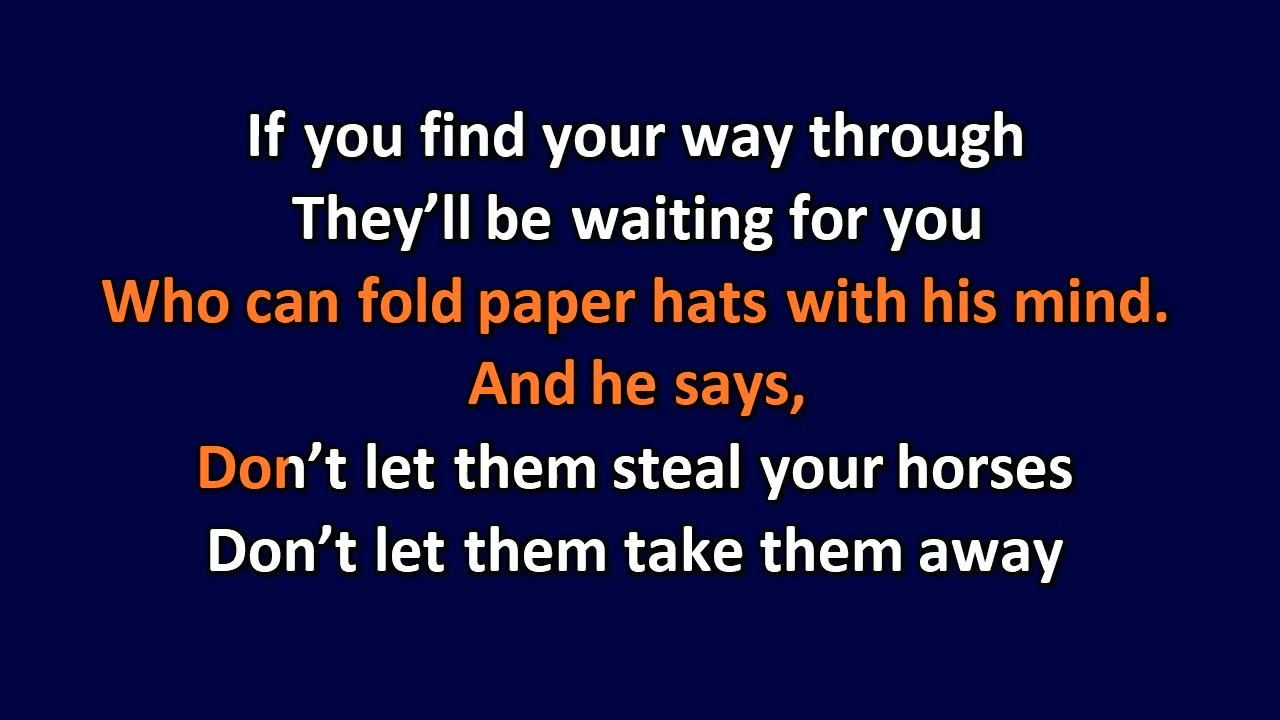 If you find your way through
They’ll be waiting for you
Who can fold paper hats with his mind.
And he says,
Don’t let them steal your horses
Don’t let them take them away